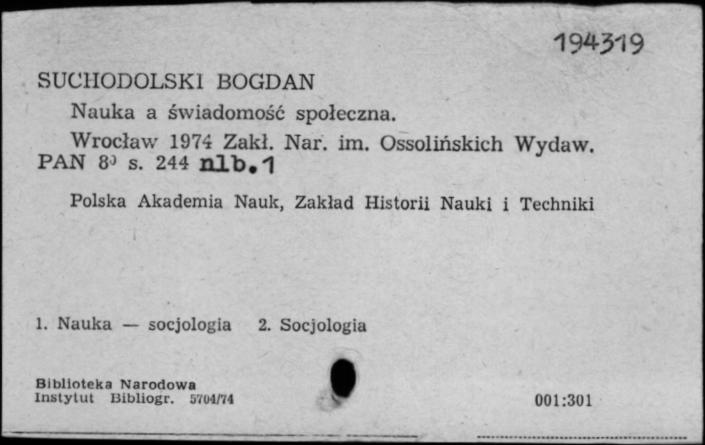 194319
SUCHODOLSKI BOGDAN
Nauka a świadomość społeczna.
Wrocław 1974 Zakł. Nar. im. Ossolińskich Wydaw.
PAN 8⁰ s. 244 nlb.1
Polska Akademia Nauk, Zakład Historii Nauki i Techniki
1. Nauka — socjologia 2. Socjologia
Biblioteka Narodowa
Instytut Bibliogr. 5704/74
001:301